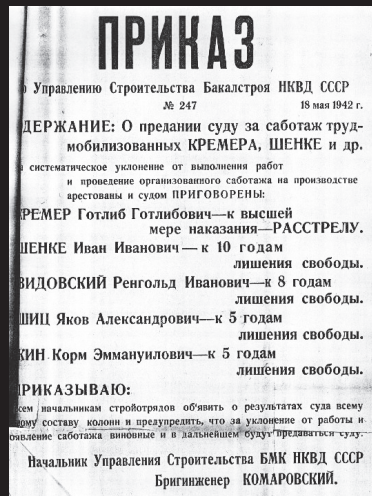 ПРИКАЗ
Управлению Строительства Бакалстроя НКВД СССР
№ 247 18 мая 1942 г.
ДЕРЖАНИЕ: О предании суду за саботаж труд-
мобилизованных КРЕМЕРА, ШЕНКЕ и др.
систематическое уклонение от выполнения работ
и проведение организованного саботажа на производстве
арестованы и судом ПРИГОВОРЕНЫ:
КРЕМЕР Готлиб Готлибович—к высшей
мере наказания—РАССТРЕЛУ.
ШЕНКЕ Иван Иванович—к 10 годам
лишения свободы.
ВИДОВСКИЙ Ренгольд Иванович—к 8 годам
лишения свободы.
ШИЦ Яков Александрович—к 5 годам
лишения свободы.
КИН Корм Эммануилович—к 5 годам
лишения свободы.
ПРИКАЗЫВАЮ:
сем начальникам стройотрядов об'явить о результатах суда всему
составу колонн и предупредить, что за уклонение от работы и
оявление саботажа виновные и в дальнейшем будут предаваться суду.
Начальник Управления Строительства БМК НКВД СССР
Бригинженер КОМАРОВСКИЙ.